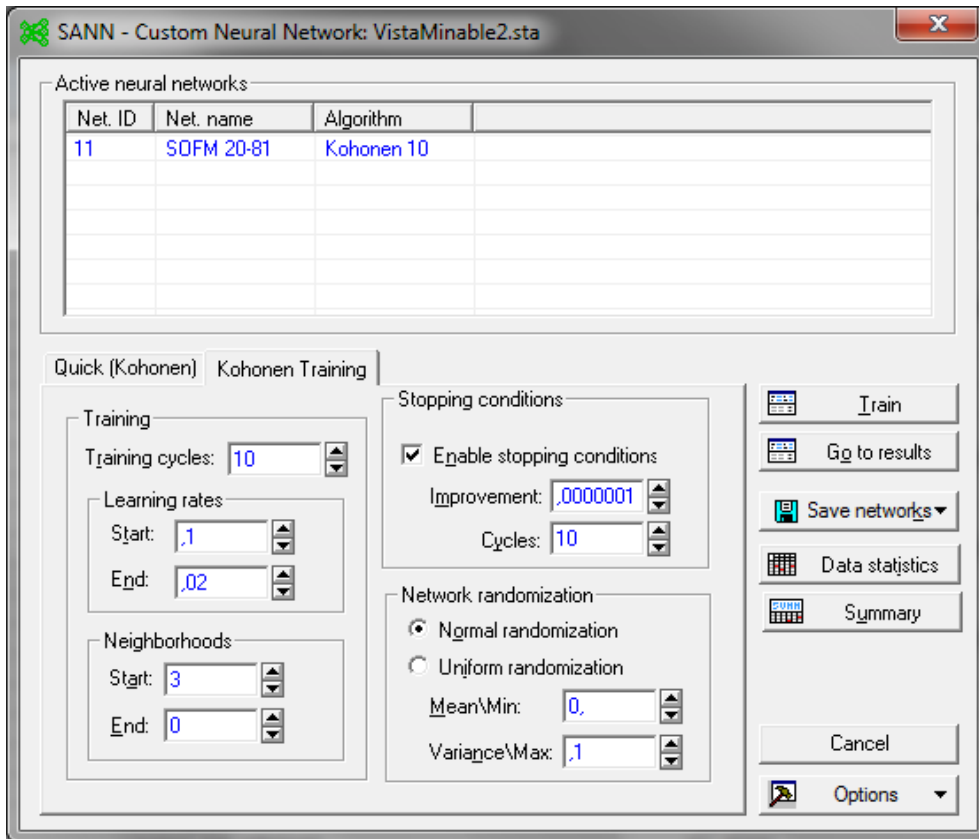 SANN - Custom Neural Network: VistaMinable2.sta
Active neural networks
Net. ID Net. name Algorithm
11 SOFM 20-81 Kohonen 10
Quick (Kohonen) Kohonen Training
Training
Training cycles: 10
Learning rates
Start: ,1
End: ,02
Neighborhoods
Start: 3
End: 0
Stopping conditions
Enable stopping conditions
Improvement: ,0000001
Cycles: 10
Network randomization
Normal randomization
Uniform randomization
Mean\Min: 0,
Variance\Max: ,1
Train
Go to results
Save networks
Data statistics
Summary
Cancel
Options